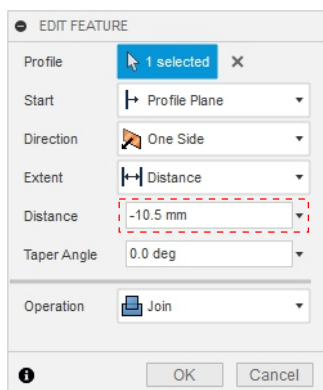 EDIT FEATURE
Profile 1 selected
Start Profile Plane
Direction One Side
Extent Distance
Distance -10.5 mm
Taper Angle 0.0 deg
Operation Join
OK Cancel